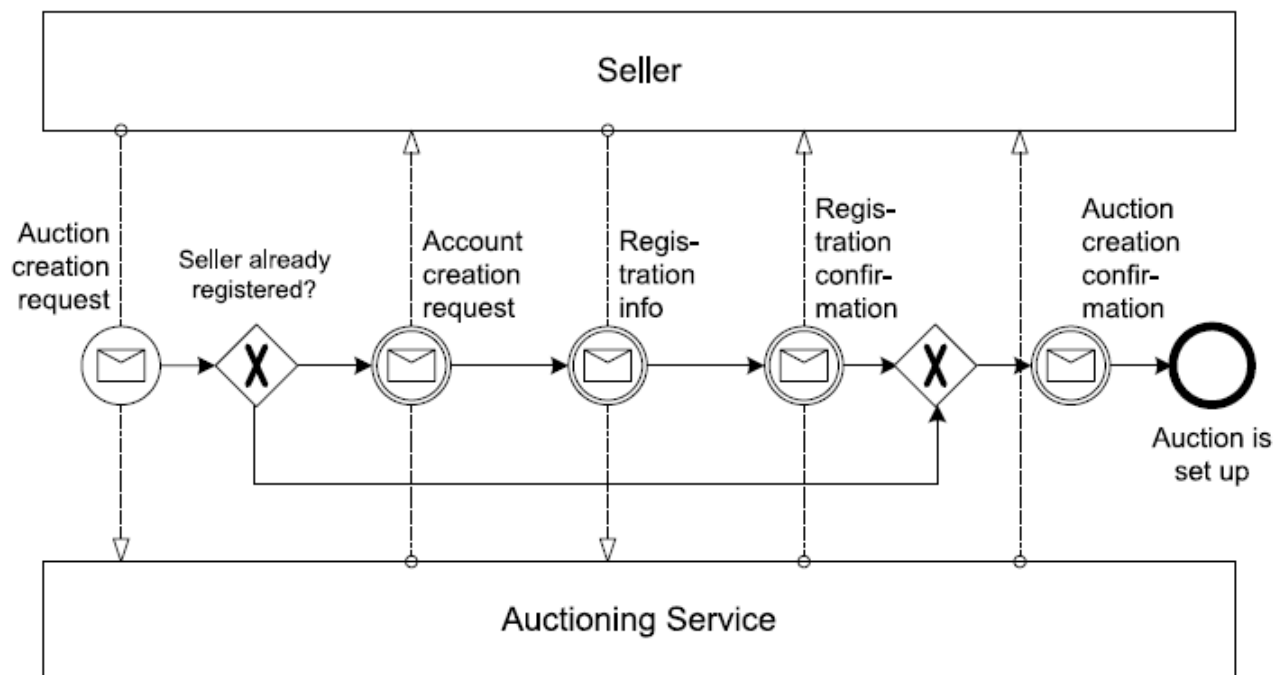 Seller
Auction
creation
request
Seller already
registered?
Account
creation
request
Regis-
tration
info
Regis-
tration
confir-
mation
Auction
creation
confir-
mation
X
X
Auction is
set up
Auctioning Service